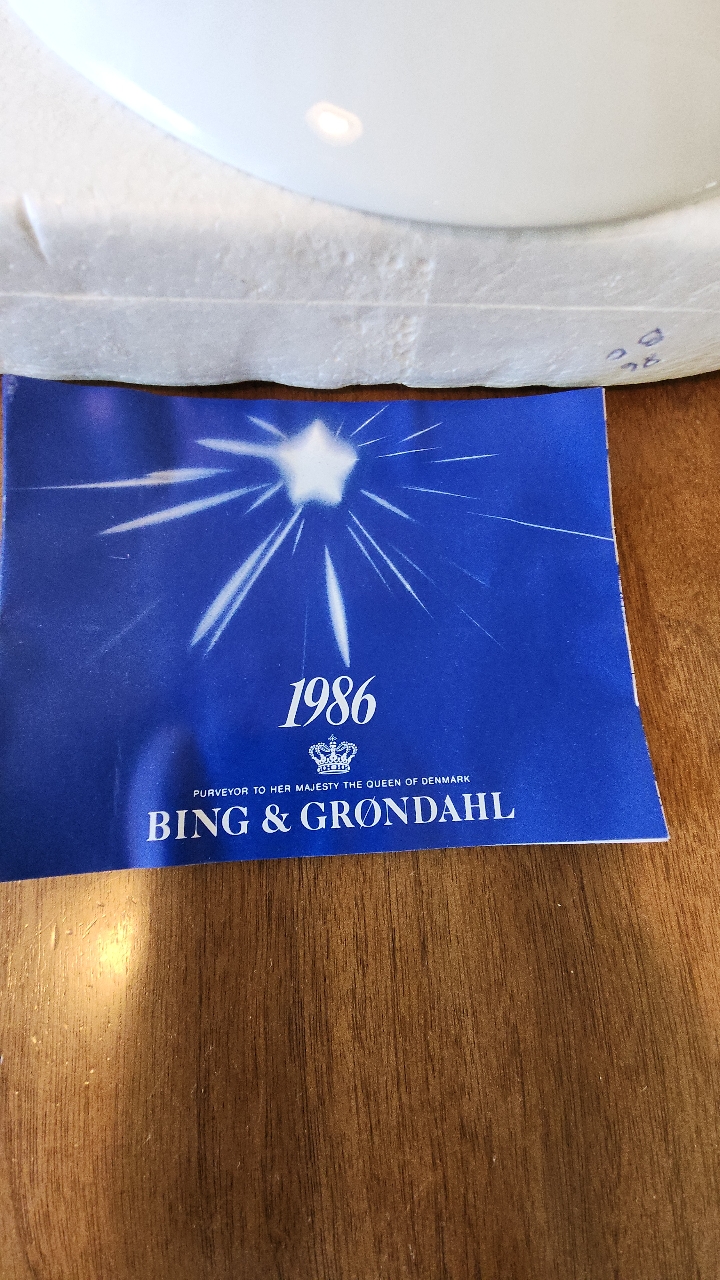 1986
PURVEYOR TO HER MAJESTY THE QUEEN OF DENMARK
BING & GRØNDAHL